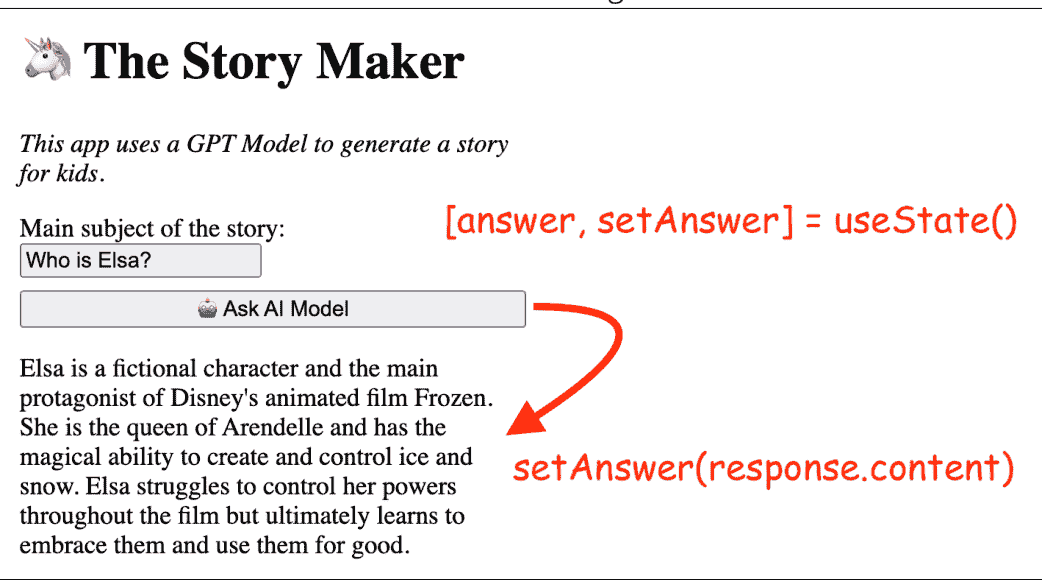 The Story Maker
This app uses a GPT Model to generate a story
for kids.
Main subject of the story:
[answer, setAnswer] = useState()
Who is Elsa?
Ask AI Model
Elsa is a fictional character and the main
protagonist of Disney's animated film Frozen.
She is the queen of Arendelle and has the
magical ability to create and control ice and
snow. Elsa struggles to control her powers
throughout the film but ultimately learns to
embrace them and use them for good.
setAnswer(response.content)